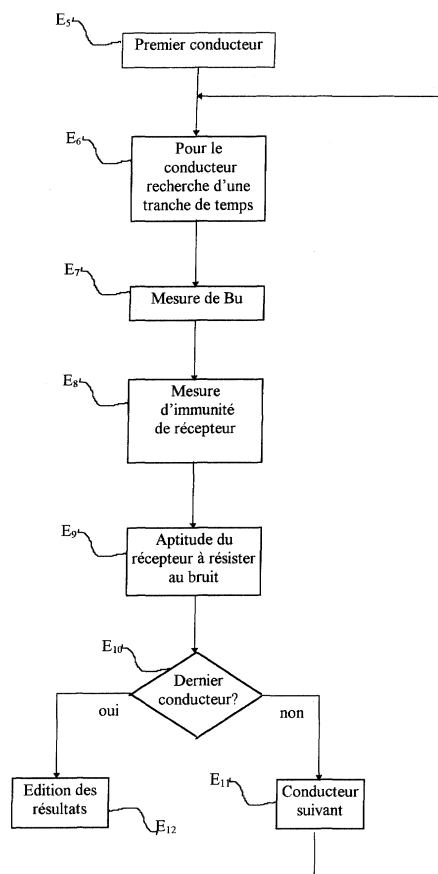 E5
Premier conducteur
E6
Pour le
conducteur
recherche d'une
tranche de temps
E7
Mesure de Bu
E8
Mesure
d'immunité
de récepteur
E9
Aptitude du
récepteur à résister
au bruit
E10
Dernier
conducteur?
oui
non
Edition des
résultats
E12
E11
Conducteur
suivant